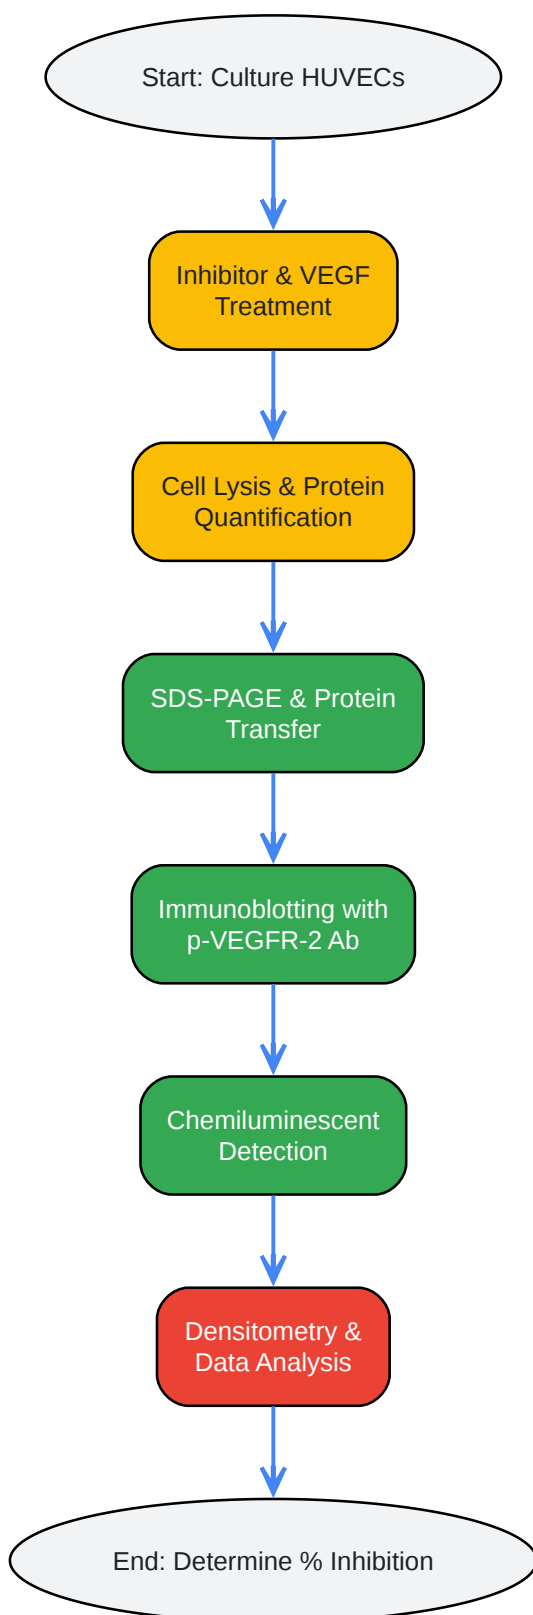 Start: Culture HUVECs
Inhibitor & VEGF
Treatment
Cell Lysis & Protein
Quantification
SDS-PAGE & Protein
Transfer
Immunoblotting with
p-VEGFR-2 Ab
Chemiluminescent
Detection
Densitometry &
Data Analysis
End: Determine % Inhibition